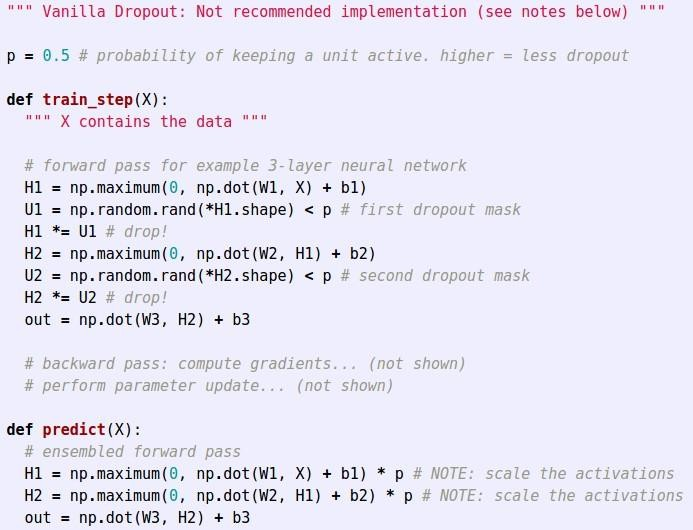 """ Vanilla Dropout: Not recommended implementation (see notes below) """
p = 0.5 # probability of keeping a unit active. higher = less dropout
def train_step(X):
  """ X contains the data """
  # forward pass for example 3-layer neural network
  H1 = np.maximum(0, np.dot(W1, X) + b1)
  U1 = np.random.rand(*H1.shape) < p # first dropout mask
  H1 *= U1 # drop!
  H2 = np.maximum(0, np.dot(W2, H1) + b2)
  U2 = np.random.rand(*H2.shape) < p # second dropout mask
  H2 *= U2 # drop!
  out = np.dot(W3, H2) + b3
  # backward pass: compute gradients... (not shown)
  # perform parameter update... (not shown)
def predict(X):
  # ensembled forward pass
  H1 = np.maximum(0, np.dot(W1, X) + b1) * p # NOTE: scale the activations
  H2 = np.maximum(0, np.dot(W2, H1) + b2) * p # NOTE: scale the activations
  out = np.dot(W3, H2) + b3